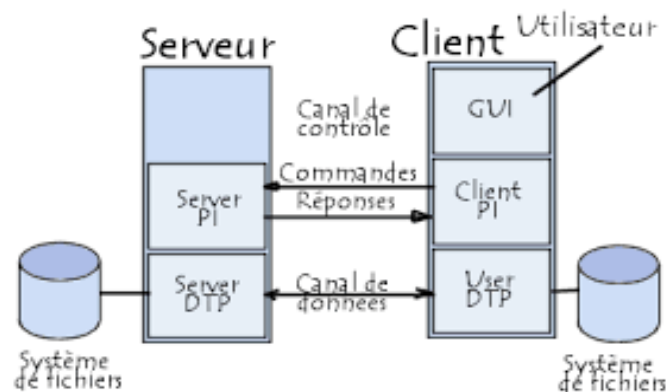 Serveur
Client
Utilisateur
GUI
Canal de
contrôle
Commandes
Réponses
Server
PI
Client
PI
Server
DTP
Canal de
données
User
DTP
Système
de fichiers
Système
de fichiers